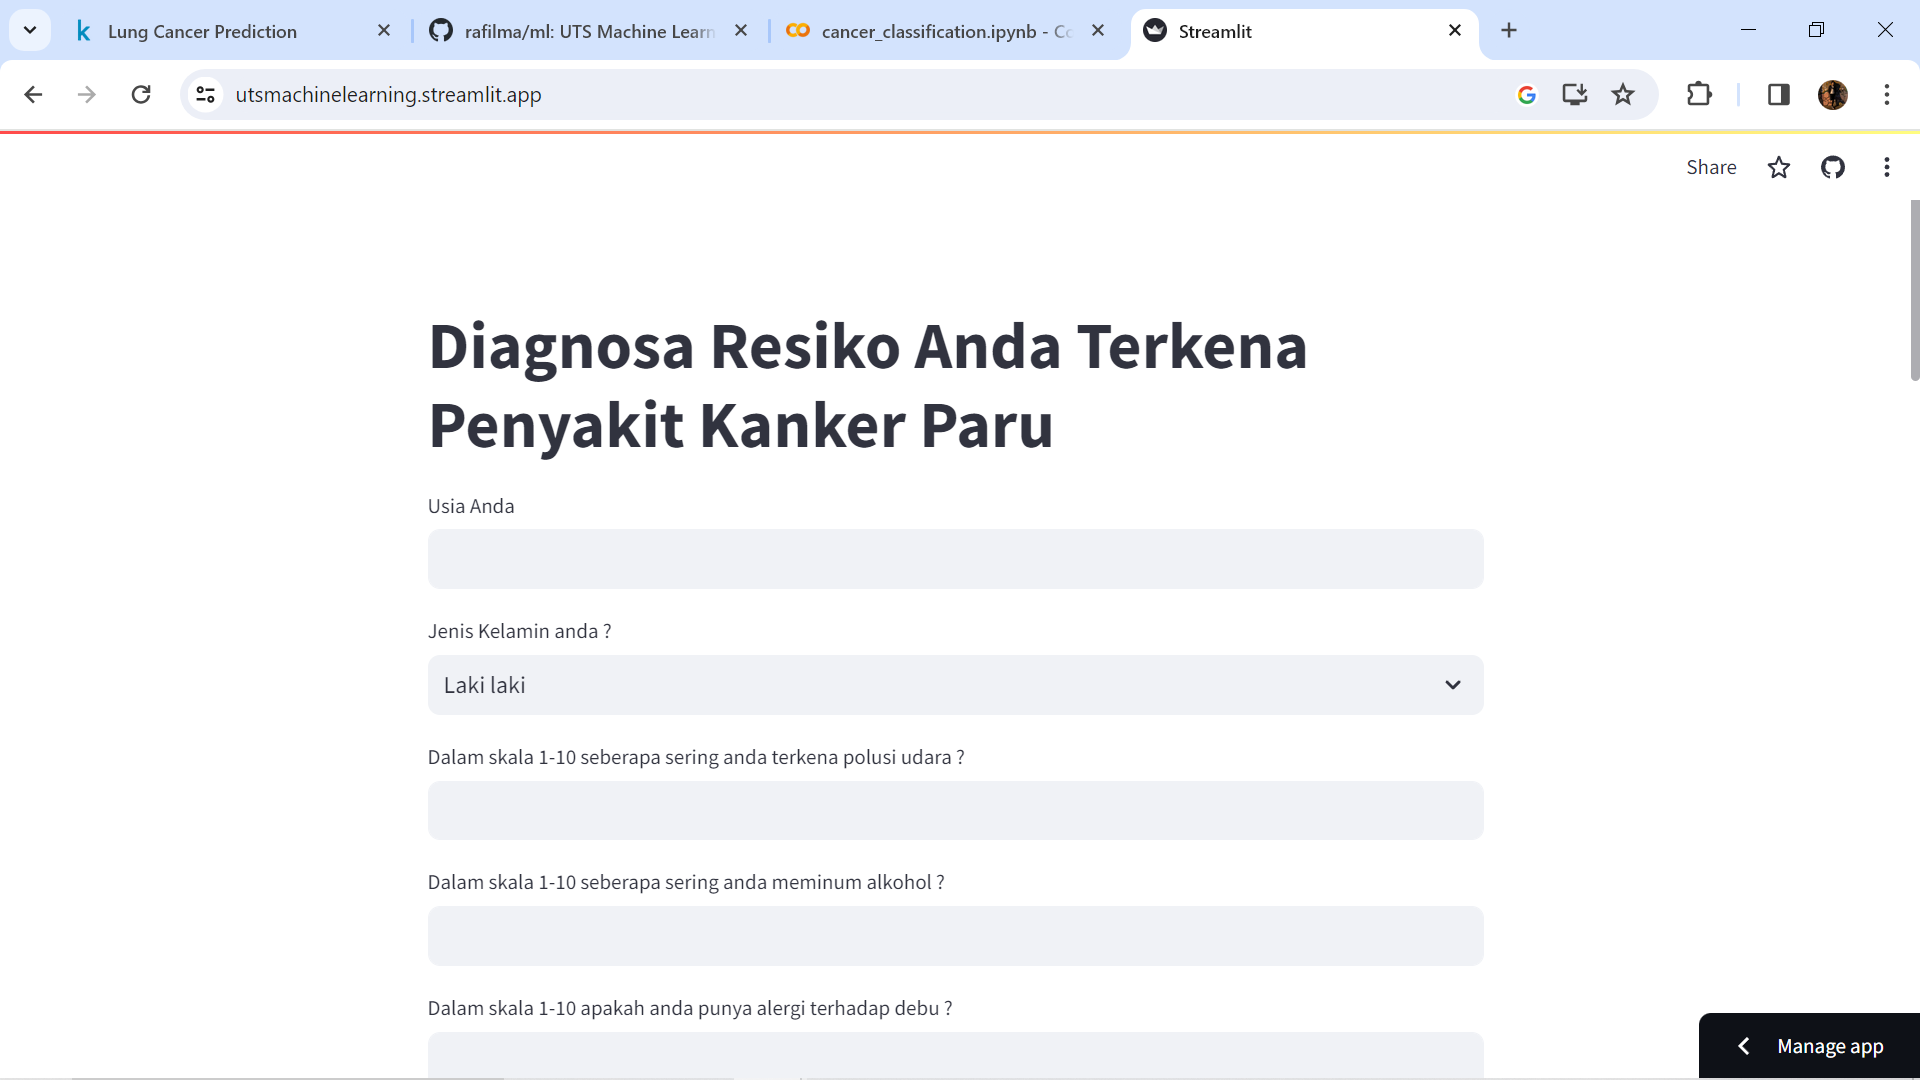 Lung Cancer Prediction
rafilma/ml: UTS Machine Learn
cancer_classification.ipynb - Co
Streamlit
utsmachinelearning.streamlit.app
Share
Diagnosa Resiko Anda Terkena
Penyakit Kanker Paru
Usia Anda
Jenis Kelamin anda ?
Laki laki
Dalam skala 1-10 seberapa sering anda terkena polusi udara ?
Dalam skala 1-10 seberapa sering anda meminum alkohol ?
Dalam skala 1-10 apakah anda punya alergi terhadap debu ?
Manage app